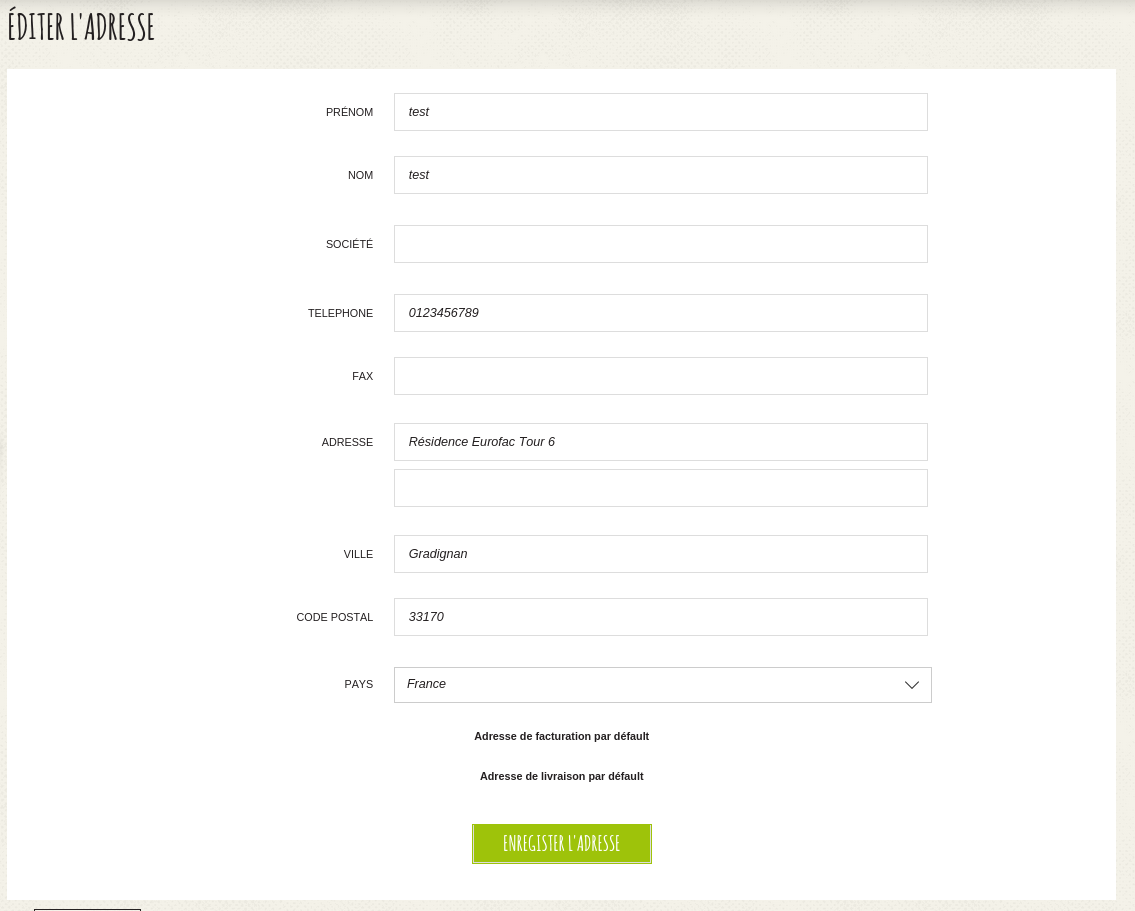 ÉDITER L'ADRESSE
PRÉNOM test
NOM test
SOCIÉTÉ
TELEPHONE 0123456789
FAX
ADRESSE Résidence Eurofac Tour 6
VILLE Gradignan
CODE POSTAL 33170
PAYS France
Adresse de facturation par défault
Adresse de livraison par défault
ENREGISTER L'ADRESSE